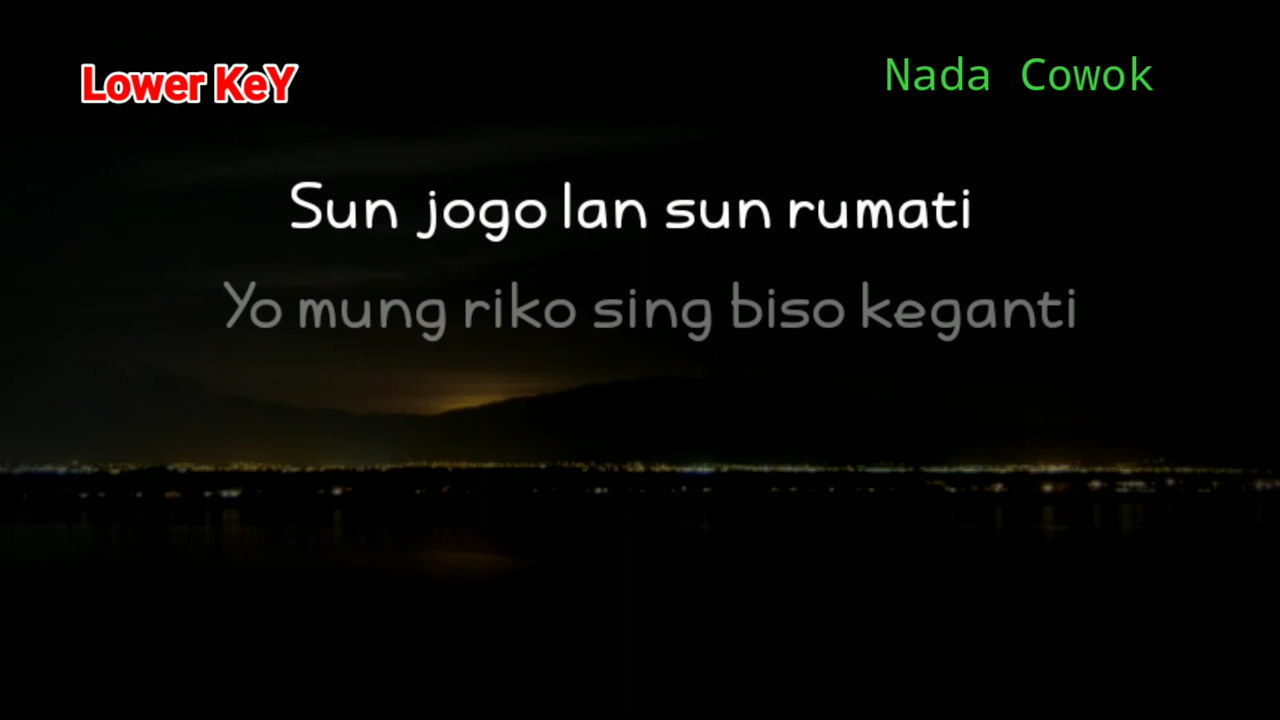 Lower KeY
Nada Cowok
Sun jogo lan sun rumati
Yo mung riko sing biso keganti